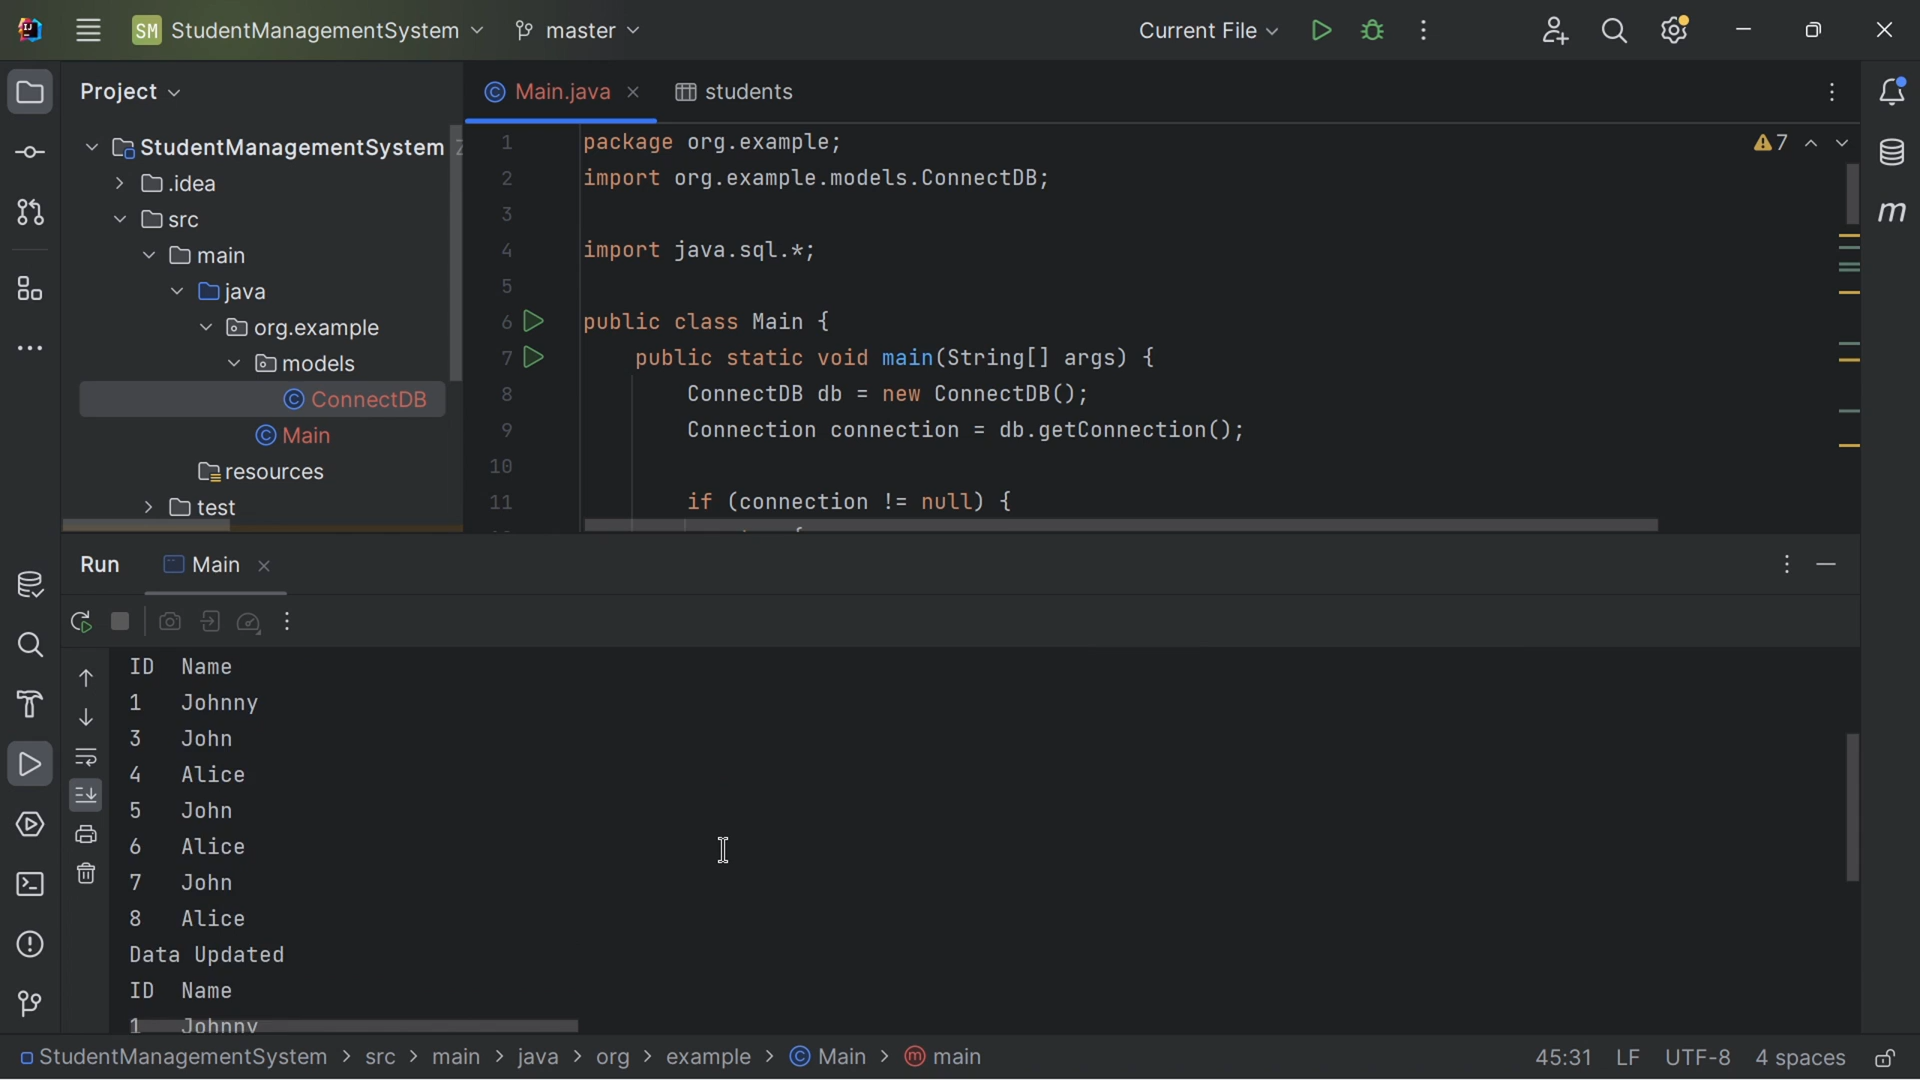 SM StudentManagementSystem master Current File
Project
Main.java students
StudentManagementSystem
.idea
src
main
java
org.example
models
ConnectDB
Main
resources
test
7
1 package org.example;
2 import org.example.models.ConnectDB;
3
4 import java.sql.*;
5
6 public class Main {
7 public static void main(String[] args) {
8 ConnectDB db = new ConnectDB();
9 Connection connection = db.getConnection();
10
11 if (connection != null) {
m
Run Main
ID Name
1 Johnny
3 John
4 Alice
5 John
6 Alice
7 John
8 Alice
Data Updated
ID Name
1 Johnny
StudentManagementSystem > src > main > java > org > example > Main > main 45:31 LF UTF-8 4 spaces